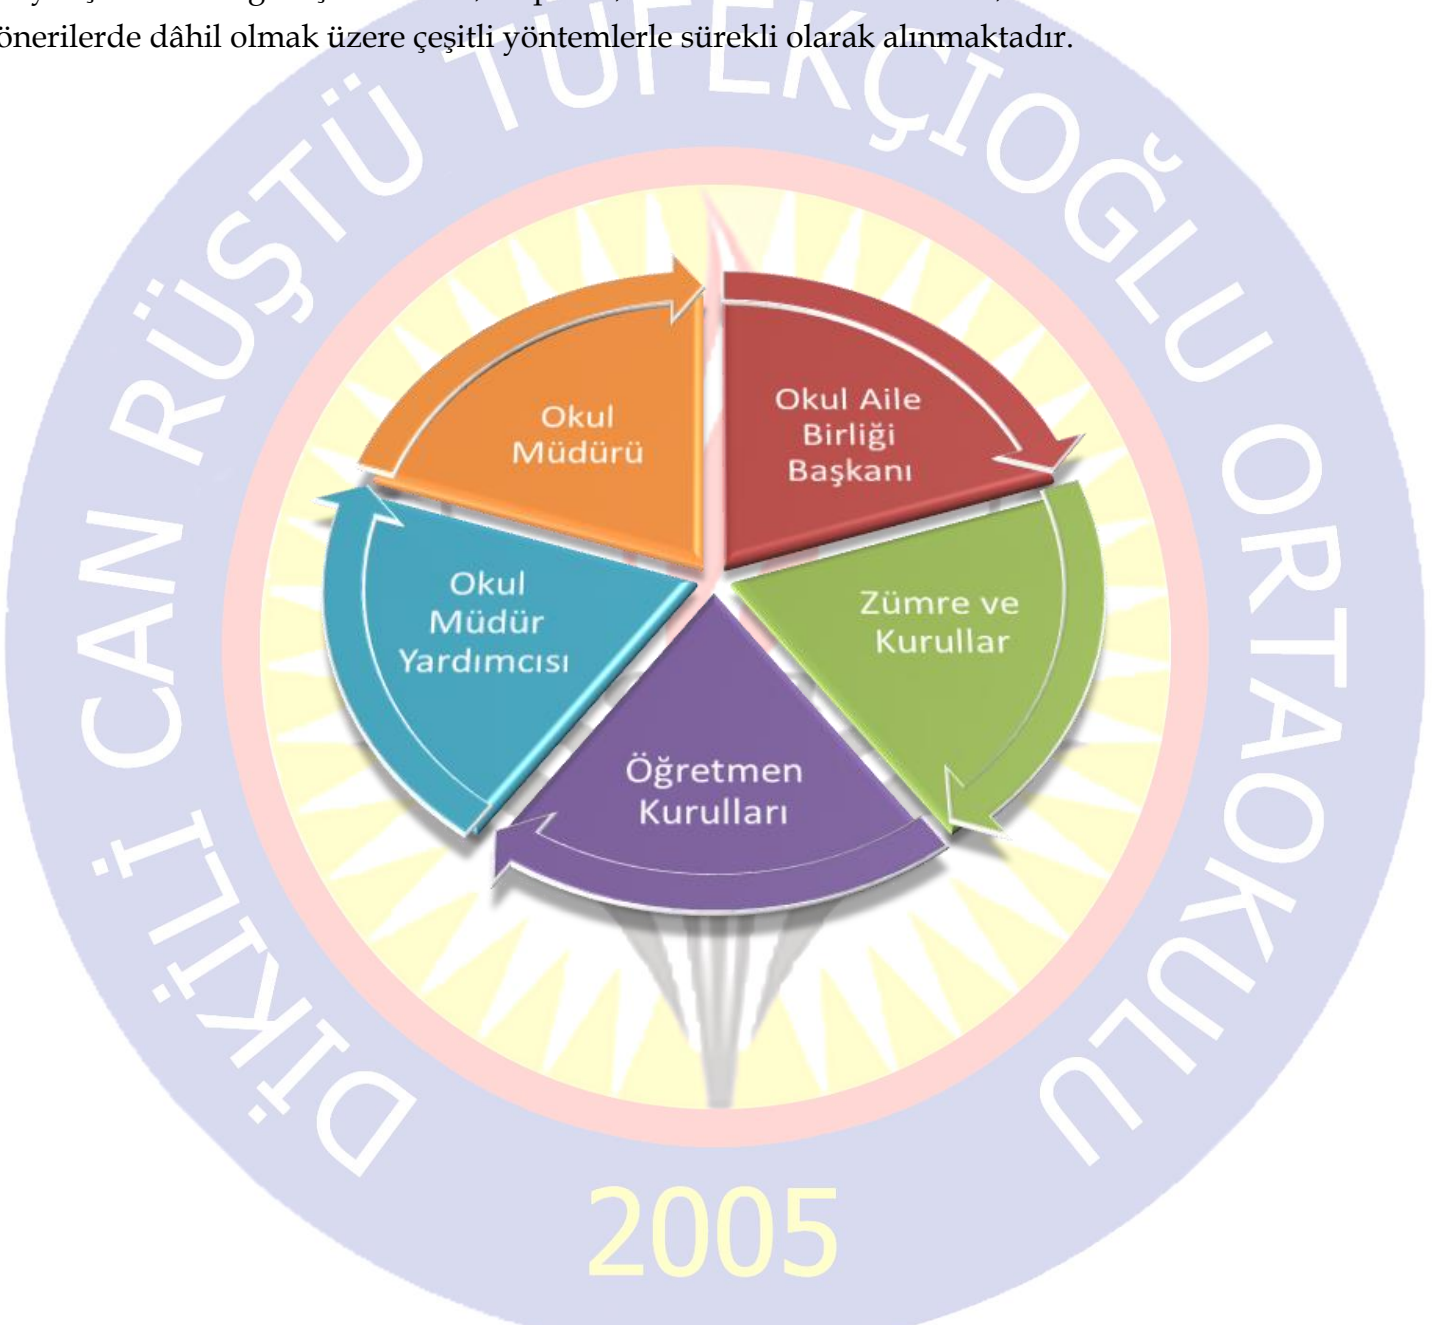 önerilerde dâhil olmak üzere çeşitli yöntemlerle sürekli olarak alınmaktadır.
DİKİLİ CAN RÜŞTÜ TÜFEKÇİOĞLU ORTAOKULU
Okul Aile
Birliği
Başkanı
Zümre ve
Kurullar
Öğretmen
Kurulları
Okul
Müdür
Yardımcısı
Okul
Müdürü
2005